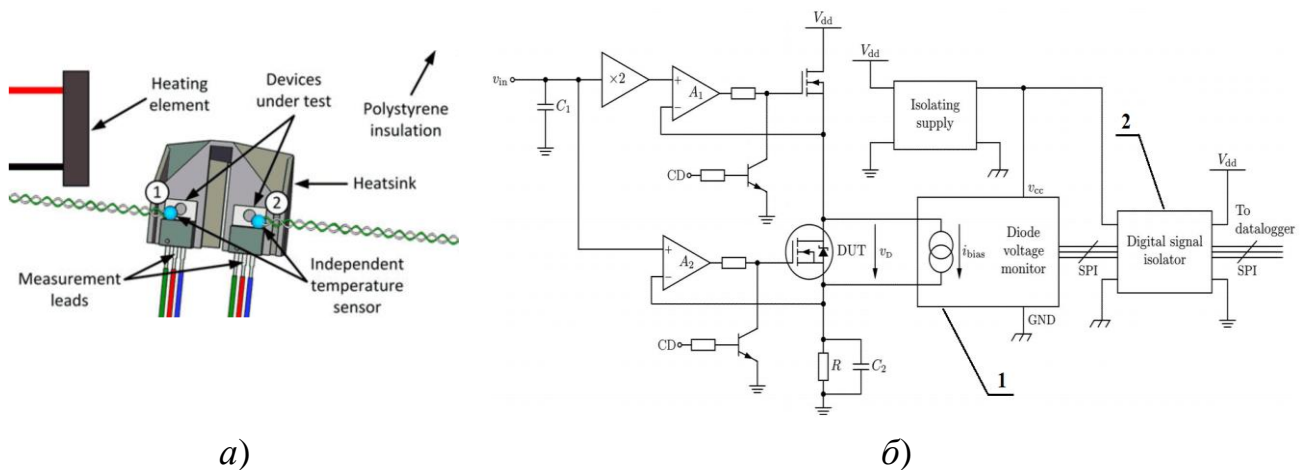 Heating
element
Devices
under test
Polystyrene
insulation
Heatsink
1
2
Measurement
leads
Independent
temperature
sensor
а)
v_in
C_1
×2
+
−
A_1
CD
V_dd
V_dd
Isolating
supply
2
V_dd
v_cc
To
datalogger
Digital signal
isolator
SPI
SPI
Diode
voltage
monitor
i_bias
v_D
DUT
+
−
A_2
CD
GND
R
C_2
1
б)